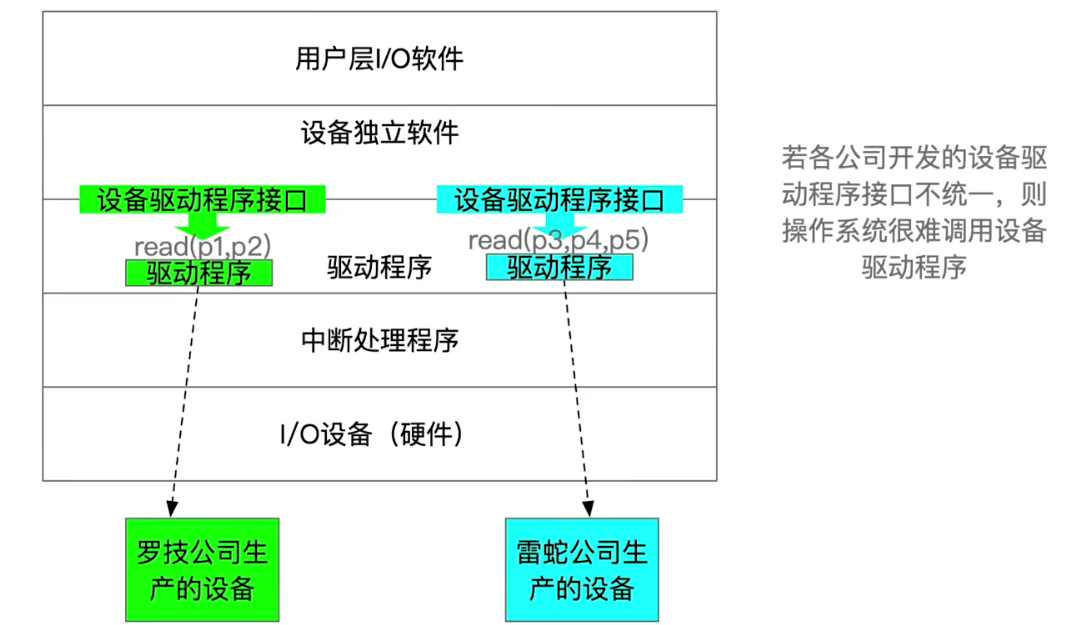 用户层I/O软件
设备独立软件
设备驱动程序接口
设备驱动程序接口
read(p1,p2)
read(p3,p4,p5)
驱动程序
驱动程序
驱动程序
中断处理程序
I/O设备（硬件）
罗技公司生
产的设备
雷蛇公司生
产的设备
若各公司开发的设备驱
动程序接口不统一，则
操作系统很难调用设备
驱动程序